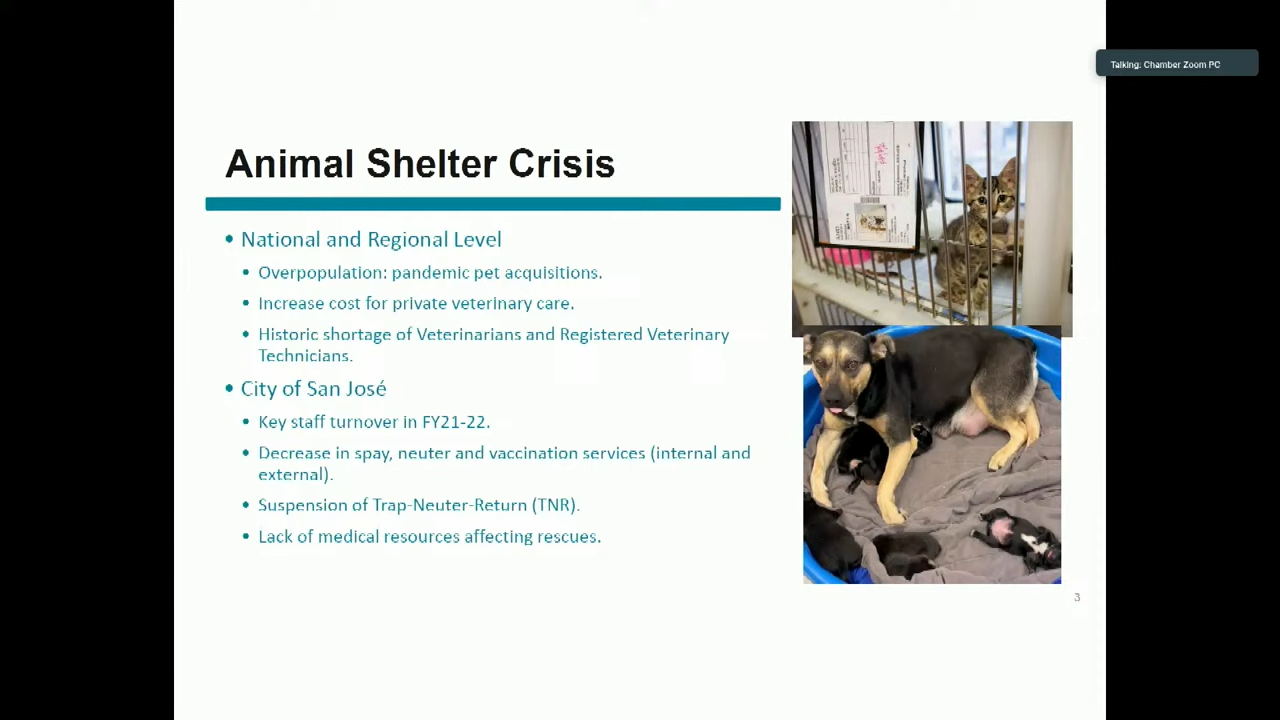 Talking: Chamber Zoom PC
Animal Shelter Crisis
• National and Regional Level
• Overpopulation: pandemic pet acquisitions.
• Increase cost for private veterinary care.
• Historic shortage of Veterinarians and Registered Veterinary
Technicians.
• City of San José
• Key staff turnover in FY21-22.
• Decrease in spay, neuter and vaccination services (internal and
external).
• Suspension of Trap-Neuter-Return (TNR).
• Lack of medical resources affecting rescues.
3